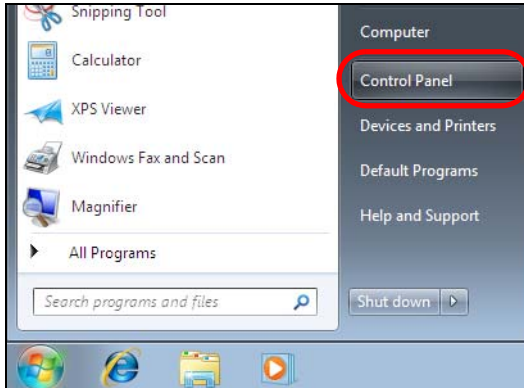 Snipping Tool
Calculator
XPS Viewer
Windows Fax and Scan
Magnifier
All Programs
Search programs and files
Computer
Control Panel
Devices and Printers
Default Programs
Help and Support
Shut down